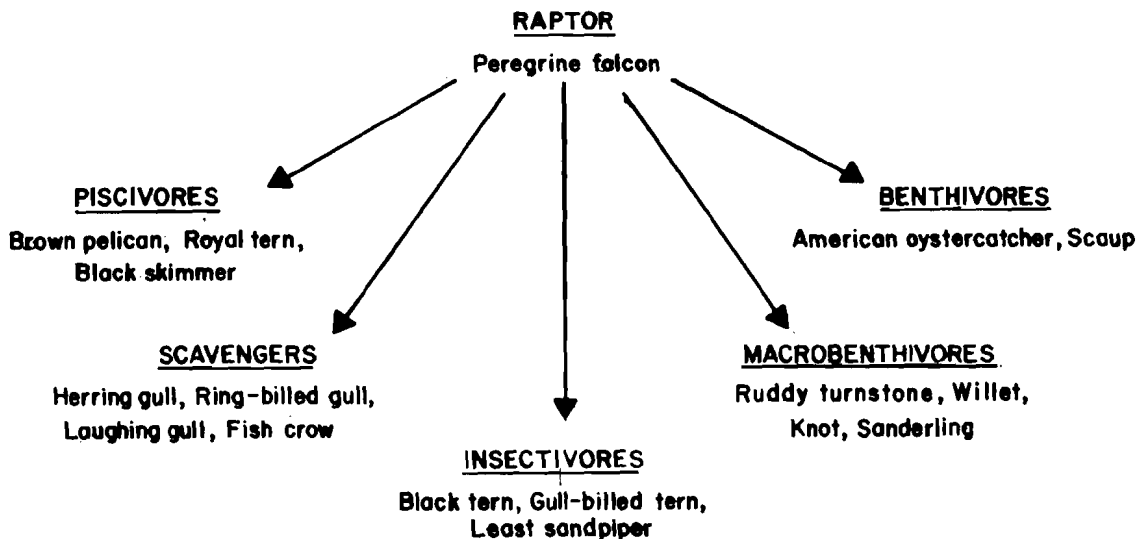 RAPTOR
Peregrine falcon
PISCIVORES
Brown pelican, Royal tern,
Black skimmer
BENTHIVORES
American oystercatcher, Scaup
SCAVENGERS
Herring gull, Ring-billed gull,
Laughing gull, Fish crow
MACROBENTHIVORES
Ruddy turnstone, Willet,
Knot, Sanderling
INSECTIVORES
Black tern, Gull-billed tern,
Least sandpiper